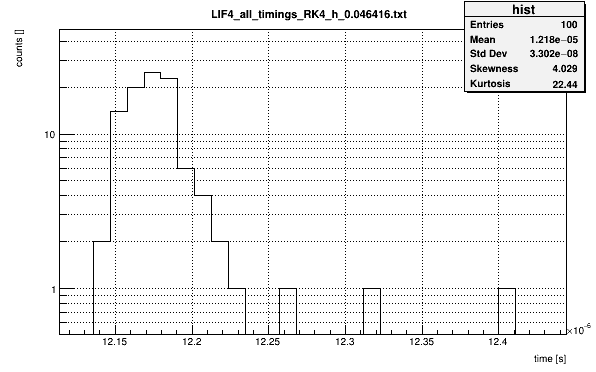 LIF4_all_timings_RK4_h_0.046416.txt
hist
Entries 100
Mean 1.218e−05
Std Dev 3.302e−08
Skewness 4.029
Kurtosis 22.44
counts []
10
1
12.15 12.2 12.25 12.3 12.35 12.4
×10⁻⁶
time [s]